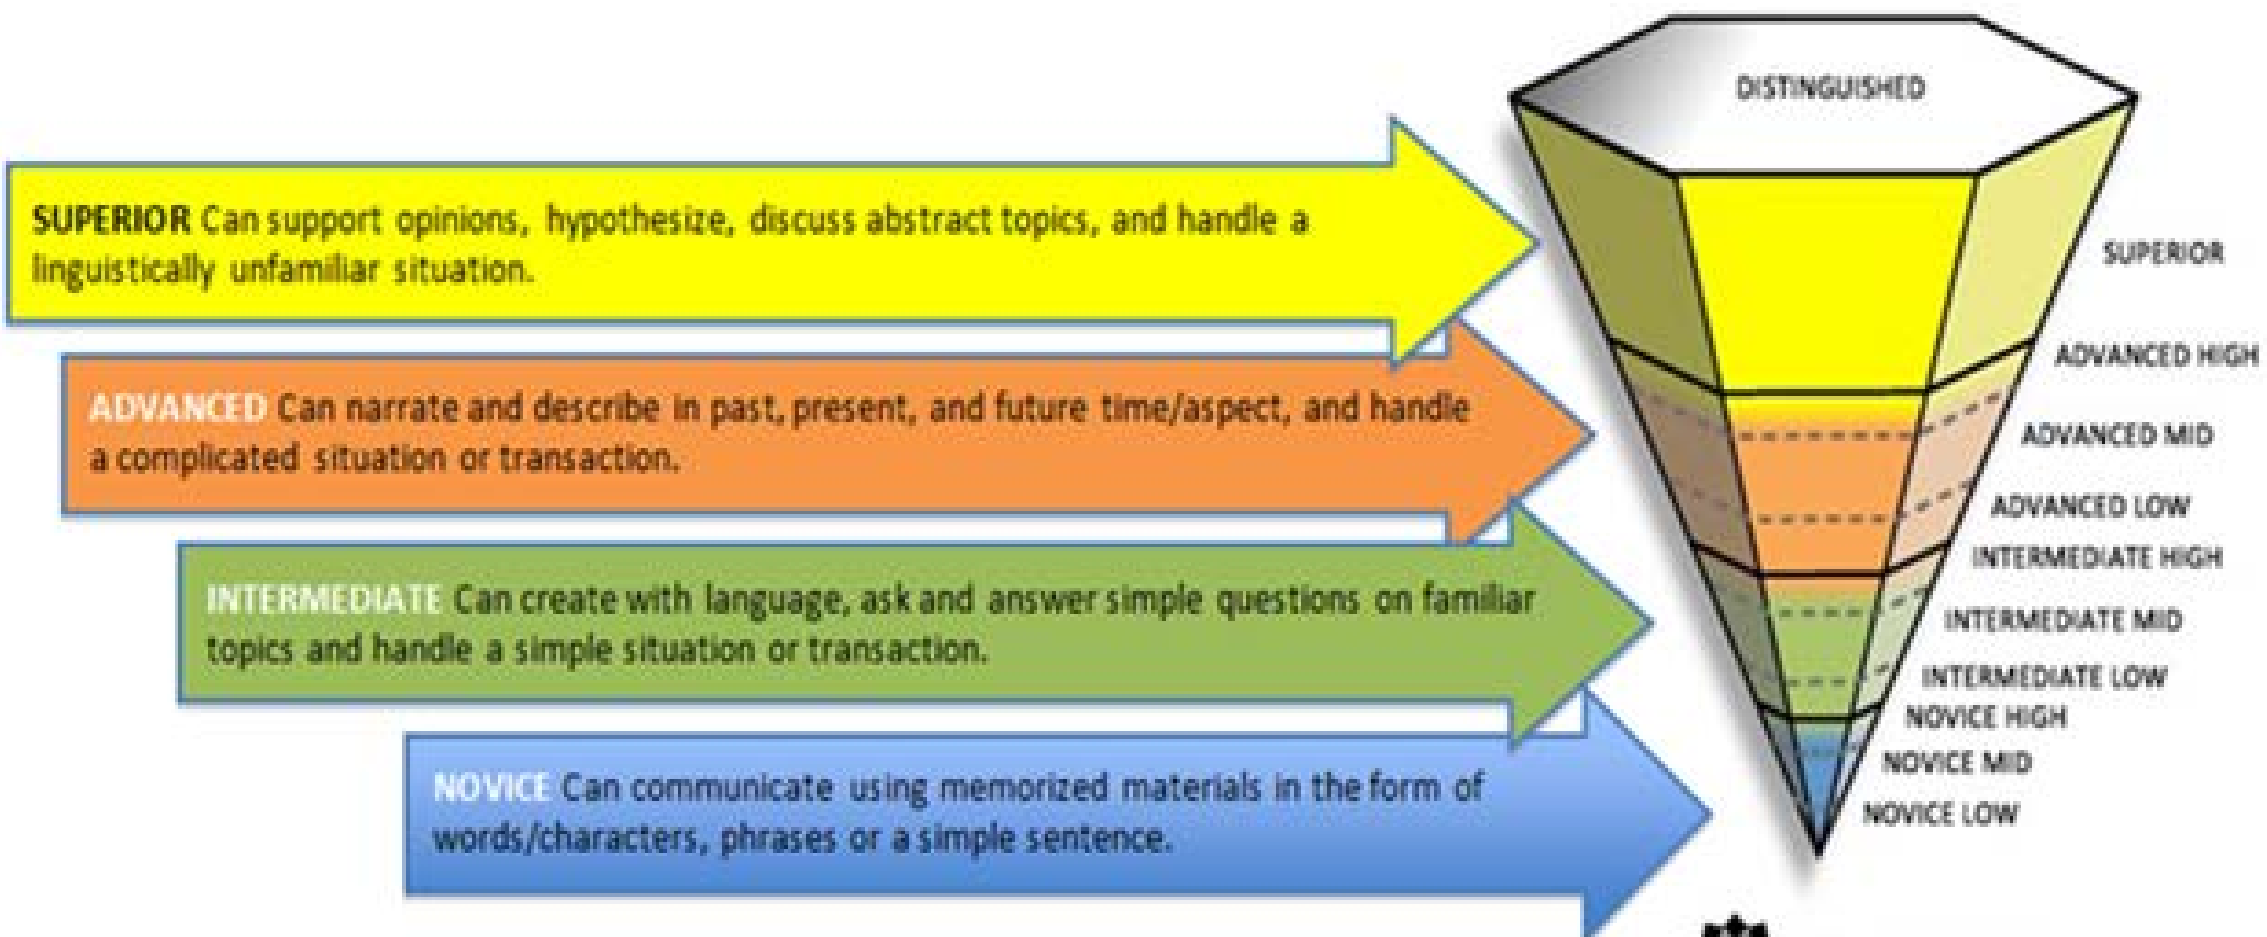 DISTINGUISHED
SUPERIOR Can support opinions, hypothesize, discuss abstract topics, and handle a
linguistically unfamiliar situation.
ADVANCED Can narrate and describe in past, present, and future time/aspect, and handle
a complicated situation or transaction.
INTERMEDIATE Can create with language, ask and answer simple questions on familiar
topics and handle a simple situation or transaction.
NOVICE Can communicate using memorized materials in the form of
words/characters, phrases or a simple sentence.
SUPERIOR
ADVANCED HIGH
ADVANCED MID
ADVANCED LOW
INTERMEDIATE HIGH
INTERMEDIATE MID
INTERMEDIATE LOW
NOVICE HIGH
NOVICE MID
NOVICE LOW